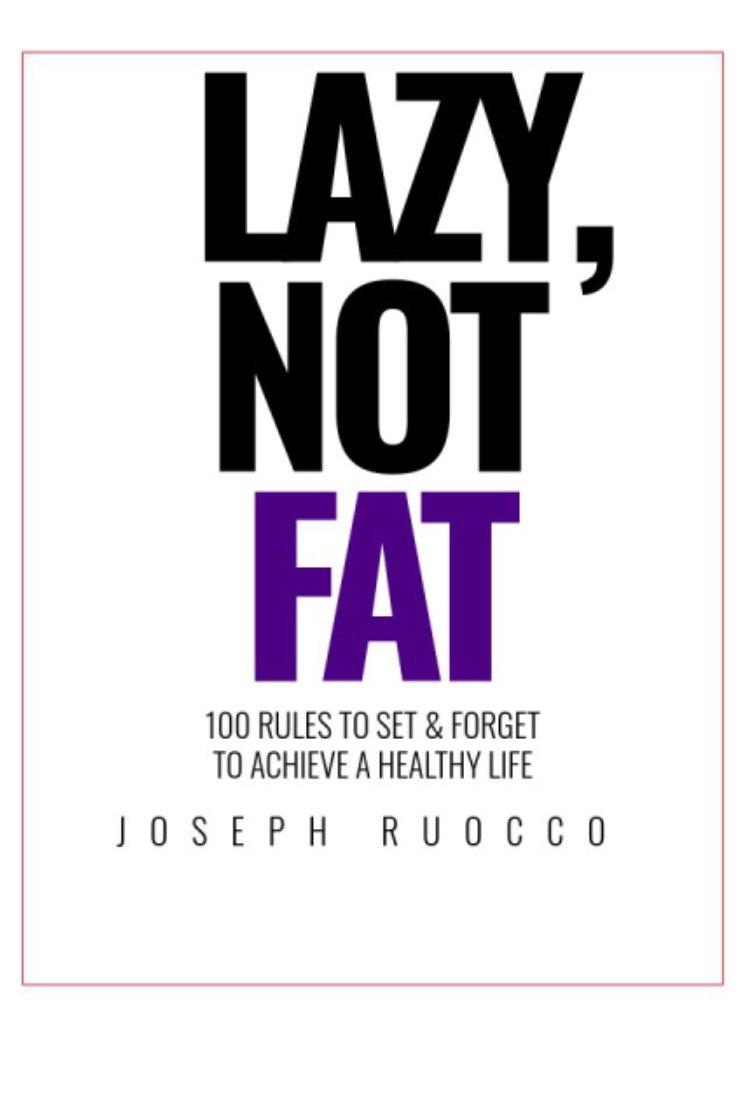 LAZY,
NOT
FAT
100 RULES TO SET & FORGET
TO ACHIEVE A HEALTHY LIFE
JOSEPH RUOCCO